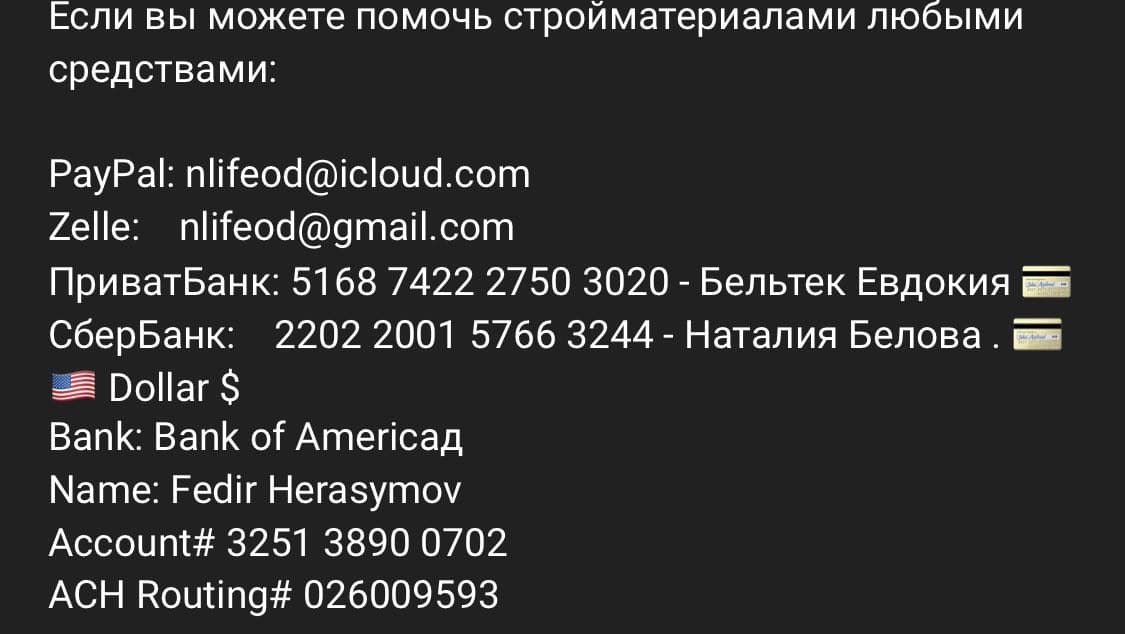 Если вы можете помочь стройматериалами любыми
средствами:
PayPal: nlifeod@icloud.com
Zelle: nlifeod@gmail.com
ПриватБанк: 5168 7422 2750 3020 - Бельтек Евдокия 💳
СберБанк: 2202 2001 5766 3244 - Наталия Белова . 💳
🇺🇸 Dollar $
Bank: Bank of Americaд
Name: Fedir Herasymov
Account# 3251 3890 0702
ACH Routing# 026009593